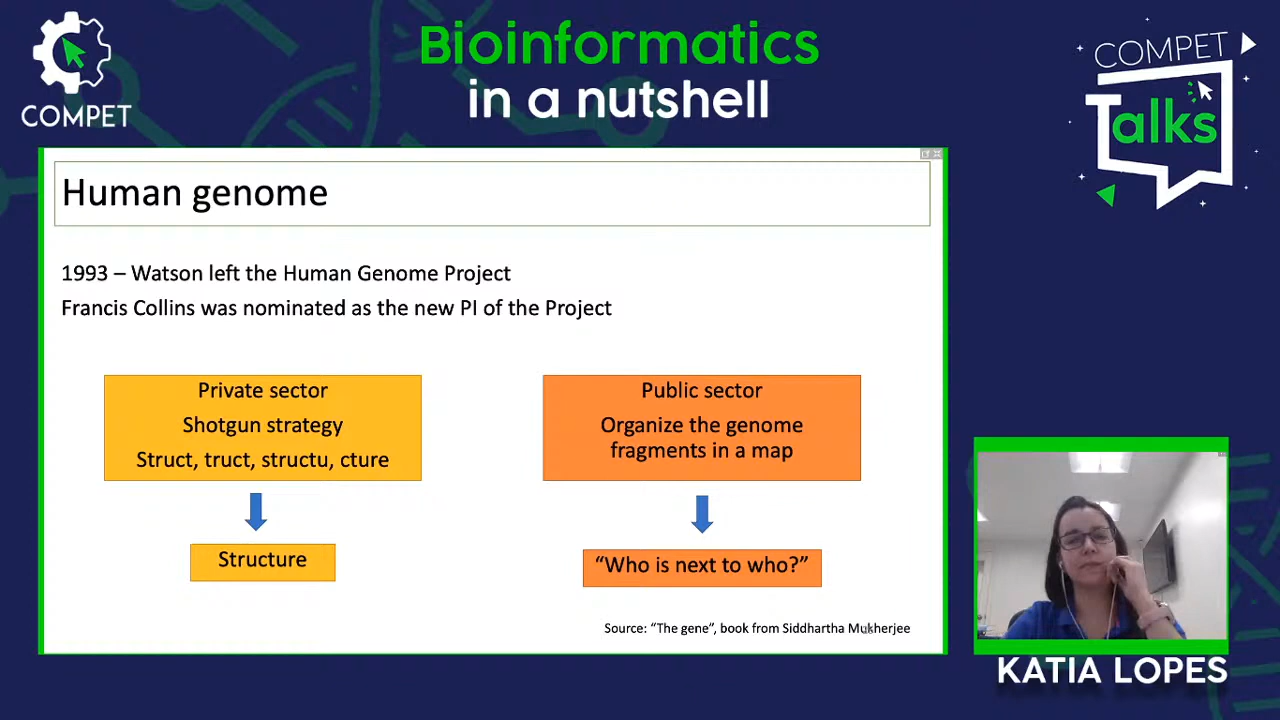 COMPET
Bioinformatics
in a nutshell
COMPET
Talks
Human genome
1993 – Watson left the Human Genome Project
Francis Collins was nominated as the new PI of the Project
Private sector
Shotgun strategy
Struct, truct, structu, cture
Structure
Public sector
Organize the genome
fragments in a map
“Who is next to who?”
Source: “The gene”, book from Siddhartha Mukherjee
KATIA LOPES